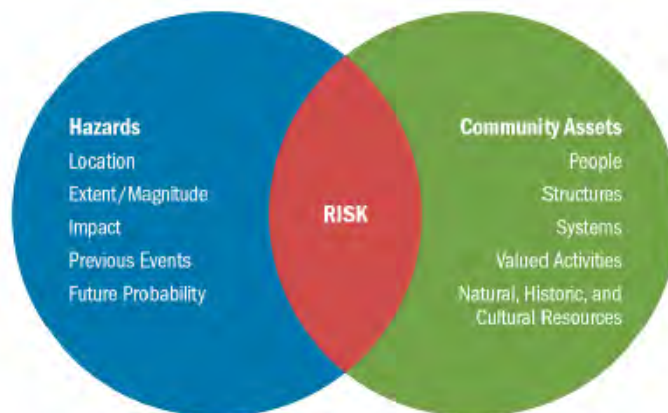 Hazards
Location
Extent/Magnitude
Impact
Previous Events
Future Probability
RISK
Community Assets
People
Structures
Systems
Valued Activities
Natural, Historic, and
Cultural Resources